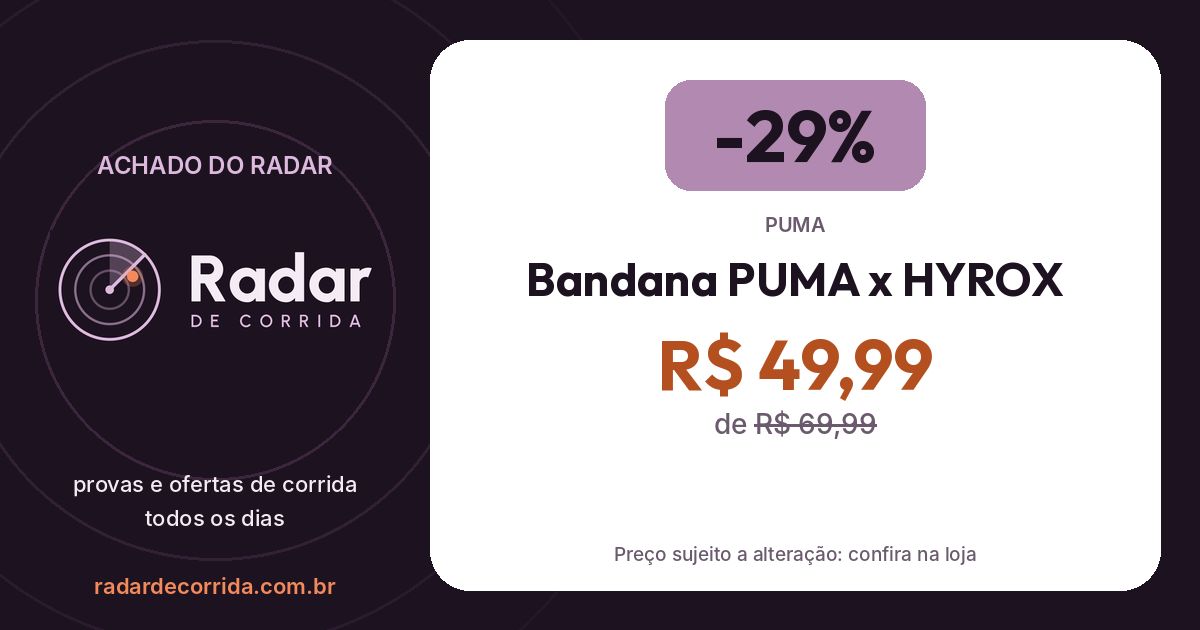 ACHADO DO RADAR
Radar
DE CORRIDA
provas e ofertas de corrida
todos os dias
radardecorrida.com.br
-29%
PUMA
Bandana PUMA x HYROX
R$ 49,99
de R$ 69,99
Preço sujeito a alteração: confira na loja